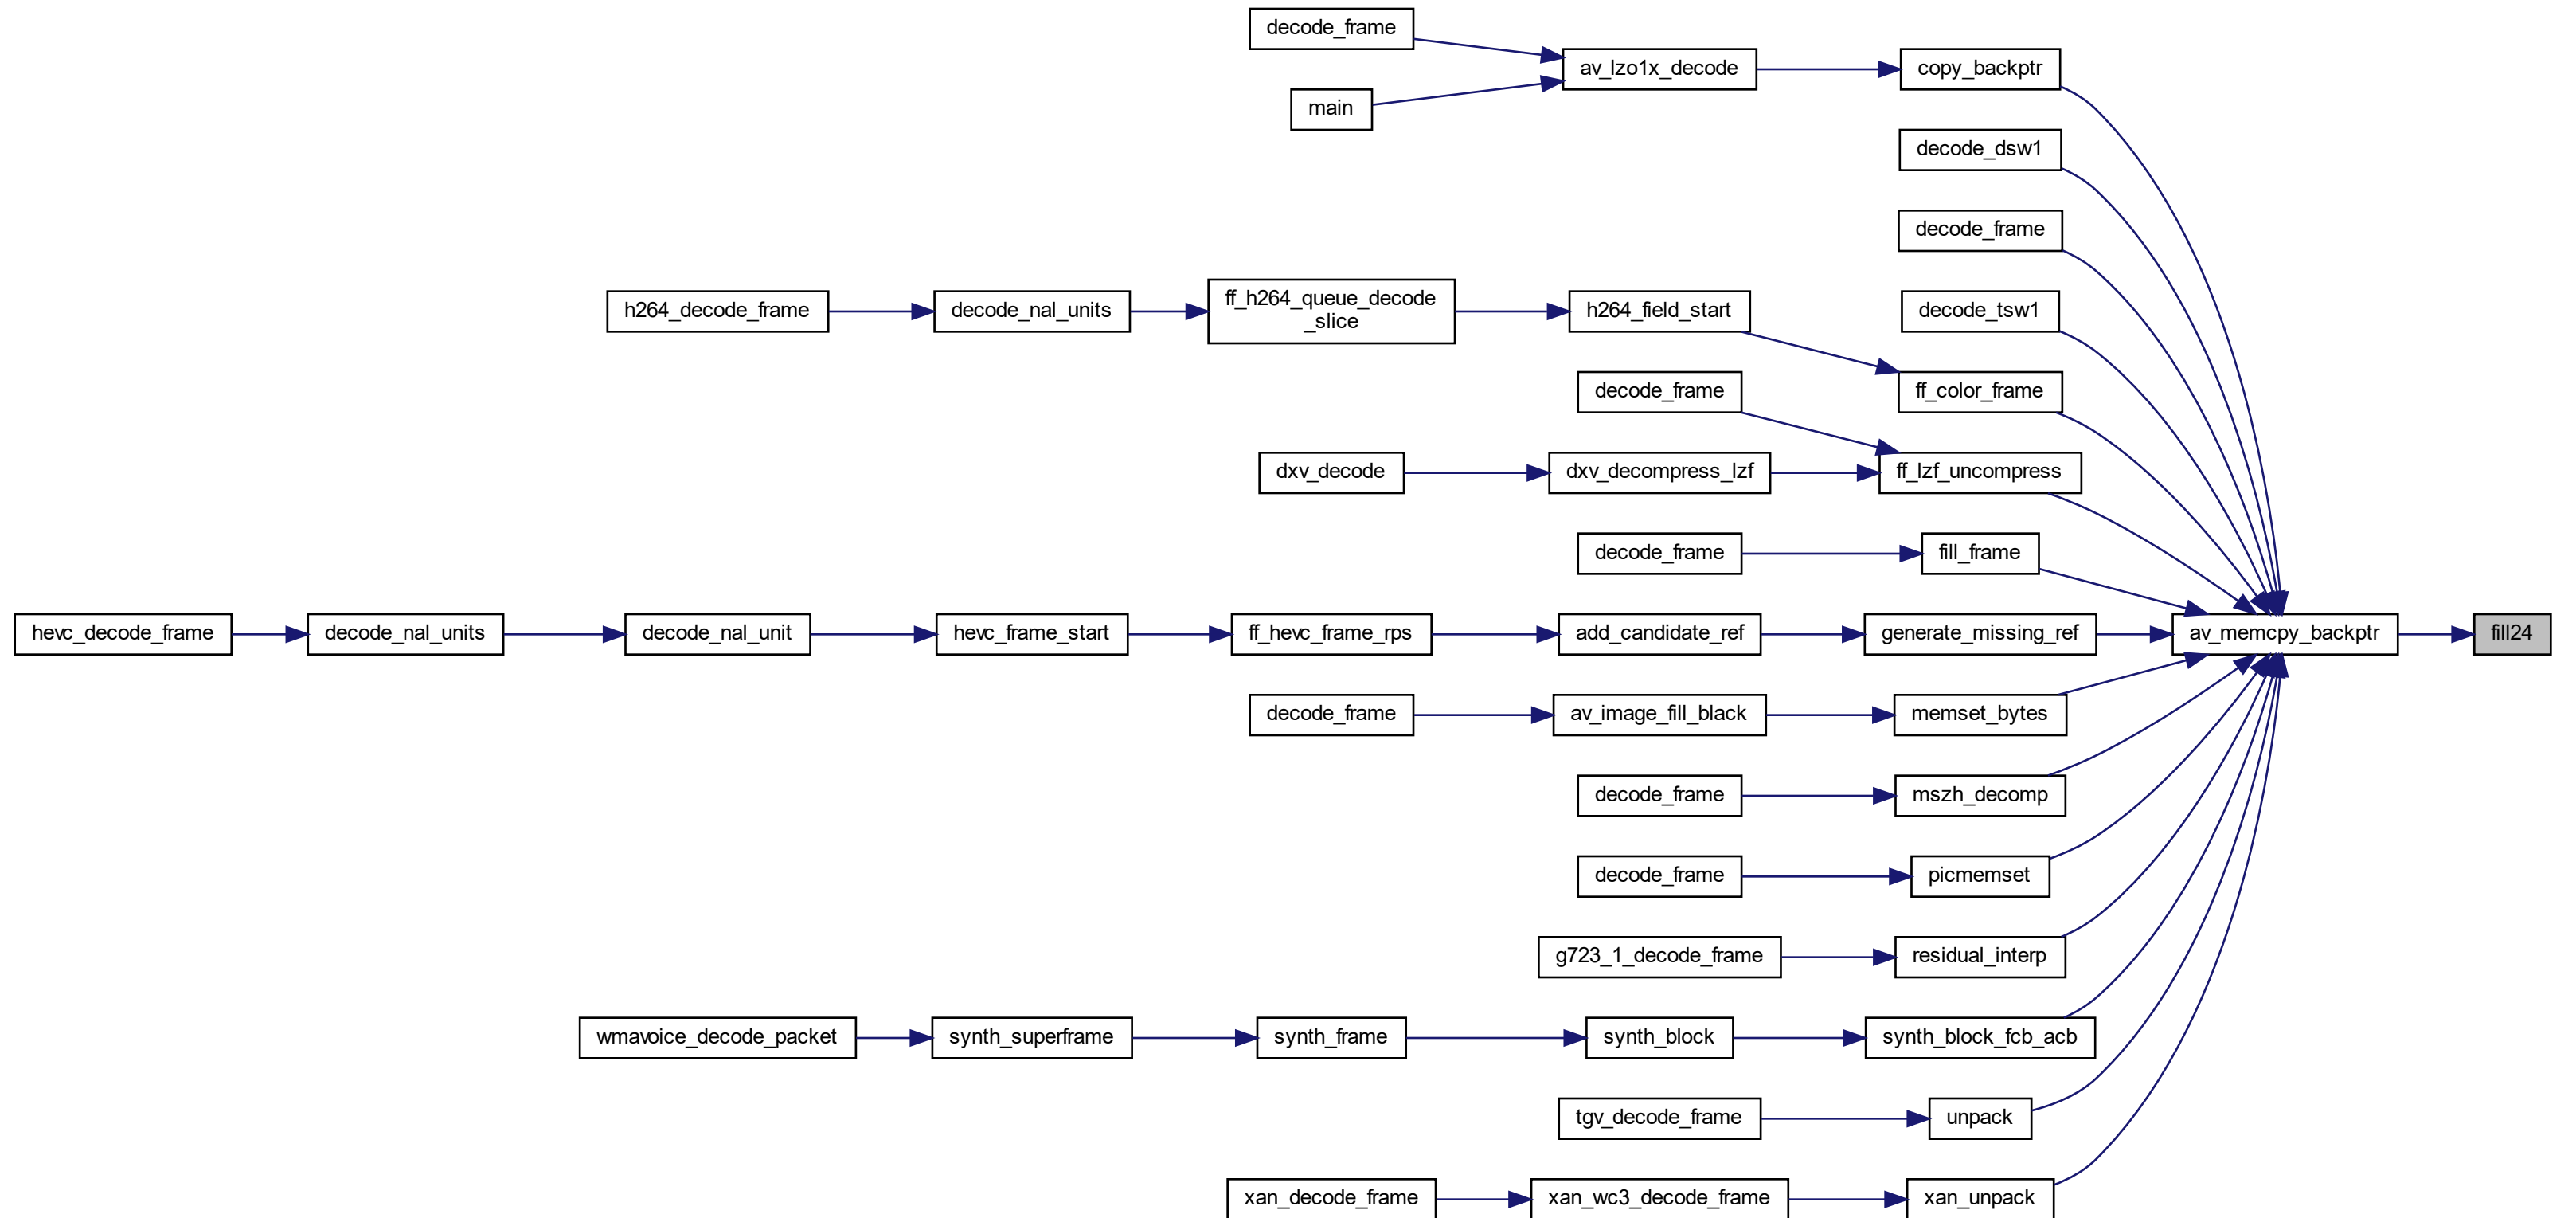 decode_frame
av_lzo1x_decode
copy_backptr
main
decode_dsw1
decode_frame
h264_decode_frame
decode_nal_units
ff_h264_queue_decode
_slice
h264_field_start
decode_tsw1
decode_frame
ff_color_frame
dxv_decode
dxv_decompress_lzf
ff_lzf_uncompress
decode_frame
fill_frame
hevc_decode_frame
decode_nal_units
decode_nal_unit
hevc_frame_start
ff_hevc_frame_rps
add_candidate_ref
generate_missing_ref
av_memcpy_backptr
fill24
decode_frame
av_image_fill_black
memset_bytes
decode_frame
mszh_decomp
decode_frame
picmemset
g723_1_decode_frame
residual_interp
wmavoice_decode_packet
synth_superframe
synth_frame
synth_block
synth_block_fcb_acb
tgv_decode_frame
unpack
xan_decode_frame
xan_wc3_decode_frame
xan_unpack